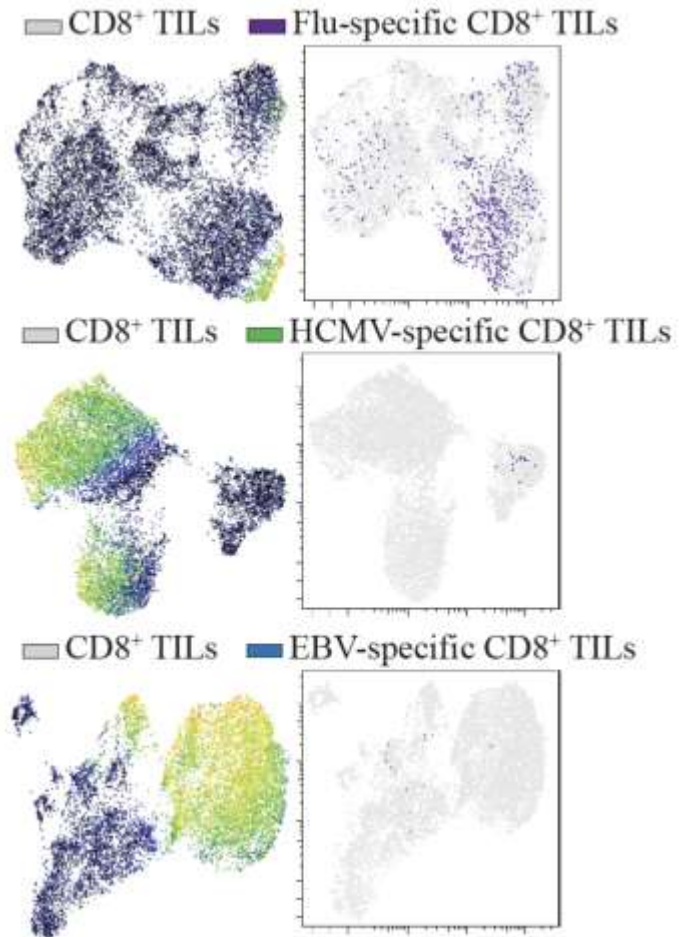 CD8⁺ TILs Flu-specific CD8⁺ TILs
CD8⁺ TILs HCMV-specific CD8⁺ TILs
CD8⁺ TILs EBV-specific CD8⁺ TILs